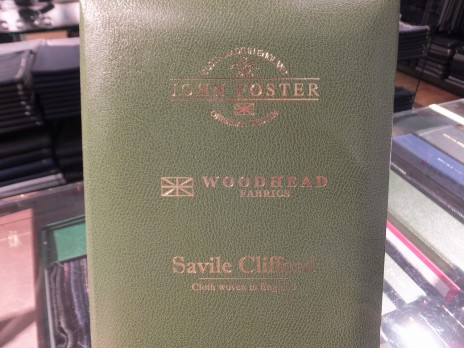 JOHN FOSTER
WOODHEAD
FABRICS
Savile Clifford
Cloth woven in England